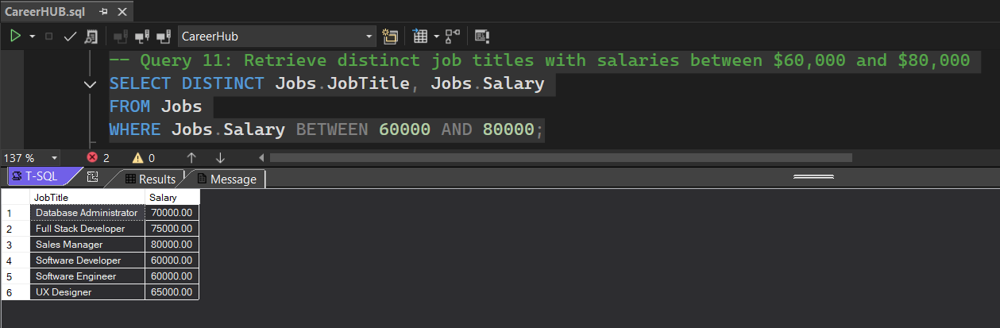 CareerHUB.sql
CareerHub
-- Query 11: Retrieve distinct job titles with salaries between $60,000 and $80,000
SELECT DISTINCT Jobs.JobTitle, Jobs.Salary
FROM Jobs
WHERE Jobs.Salary BETWEEN 60000 AND 80000;
137 % 2 0
T-SQL Results Message
JobTitle Salary
1 Database Administrator 70000.00
2 Full Stack Developer 75000.00
3 Sales Manager 80000.00
4 Software Developer 60000.00
5 Software Engineer 60000.00
6 UX Designer 65000.00